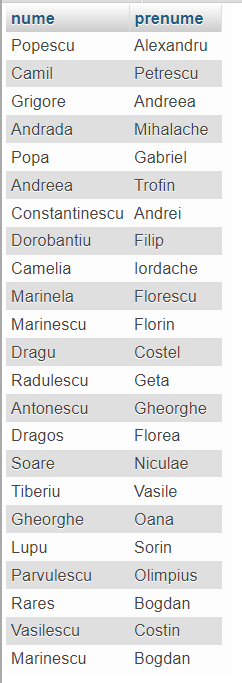 nume prenume
Popescu Alexandru
Camil Petrescu
Grigore Andreea
Andrada Mihalache
Popa Gabriel
Andreea Trofin
Constantinescu Andrei
Dorobantiu Filip
Camelia Iordache
Marinela Florescu
Marinescu Florin
Dragu Costel
Radulescu Geta
Antonescu Gheorghe
Dragos Florea
Soare Niculae
Tiberiu Vasile
Gheorghe Oana
Lupu Sorin
Parvulescu Olimpius
Rares Bogdan
Vasilescu Costin
Marinescu Bogdan